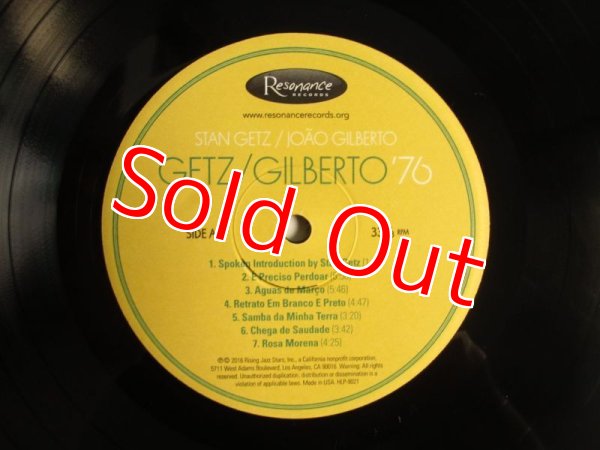 Resonance
RECORDS
www.resonancerecords.org
STAN GETZ / JOÃO GILBERTO
GETZ/GILBERTO '76
Sold Out
SIDE A
RPM
1. Spoken Introduction by Stan Getz
2. É Preciso Perdoar
3. Aguas de Março (5:46)
4. Retrato Em Branco E Preto (4:47)
5. Samba da Minha Terra (3:20)
6. Chega de Saudade (3:42)
7. Rosa Morena (4:25)
℗© 2016 Rising Jazz Stars, Inc., a California nonprofit corporation,
5711 West Adams Boulevard, Los Angeles, CA 90016. Warning: All rights
reserved. Unauthorized duplication, distribution or dissemination is a
violation of applicable laws. Made in USA. HLP-9021